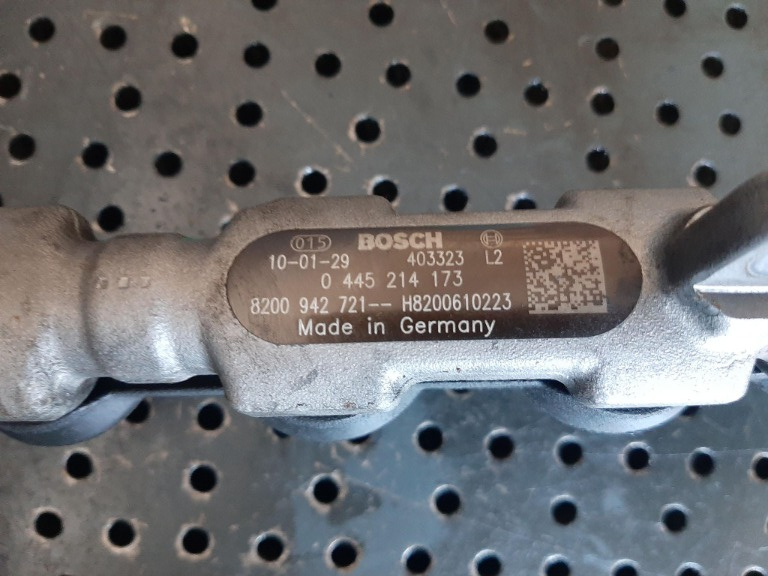 015 BOSCH
10-01-29 403323 L2
0 445 214 173
8200 942 721-- H8200610223
Made in Germany